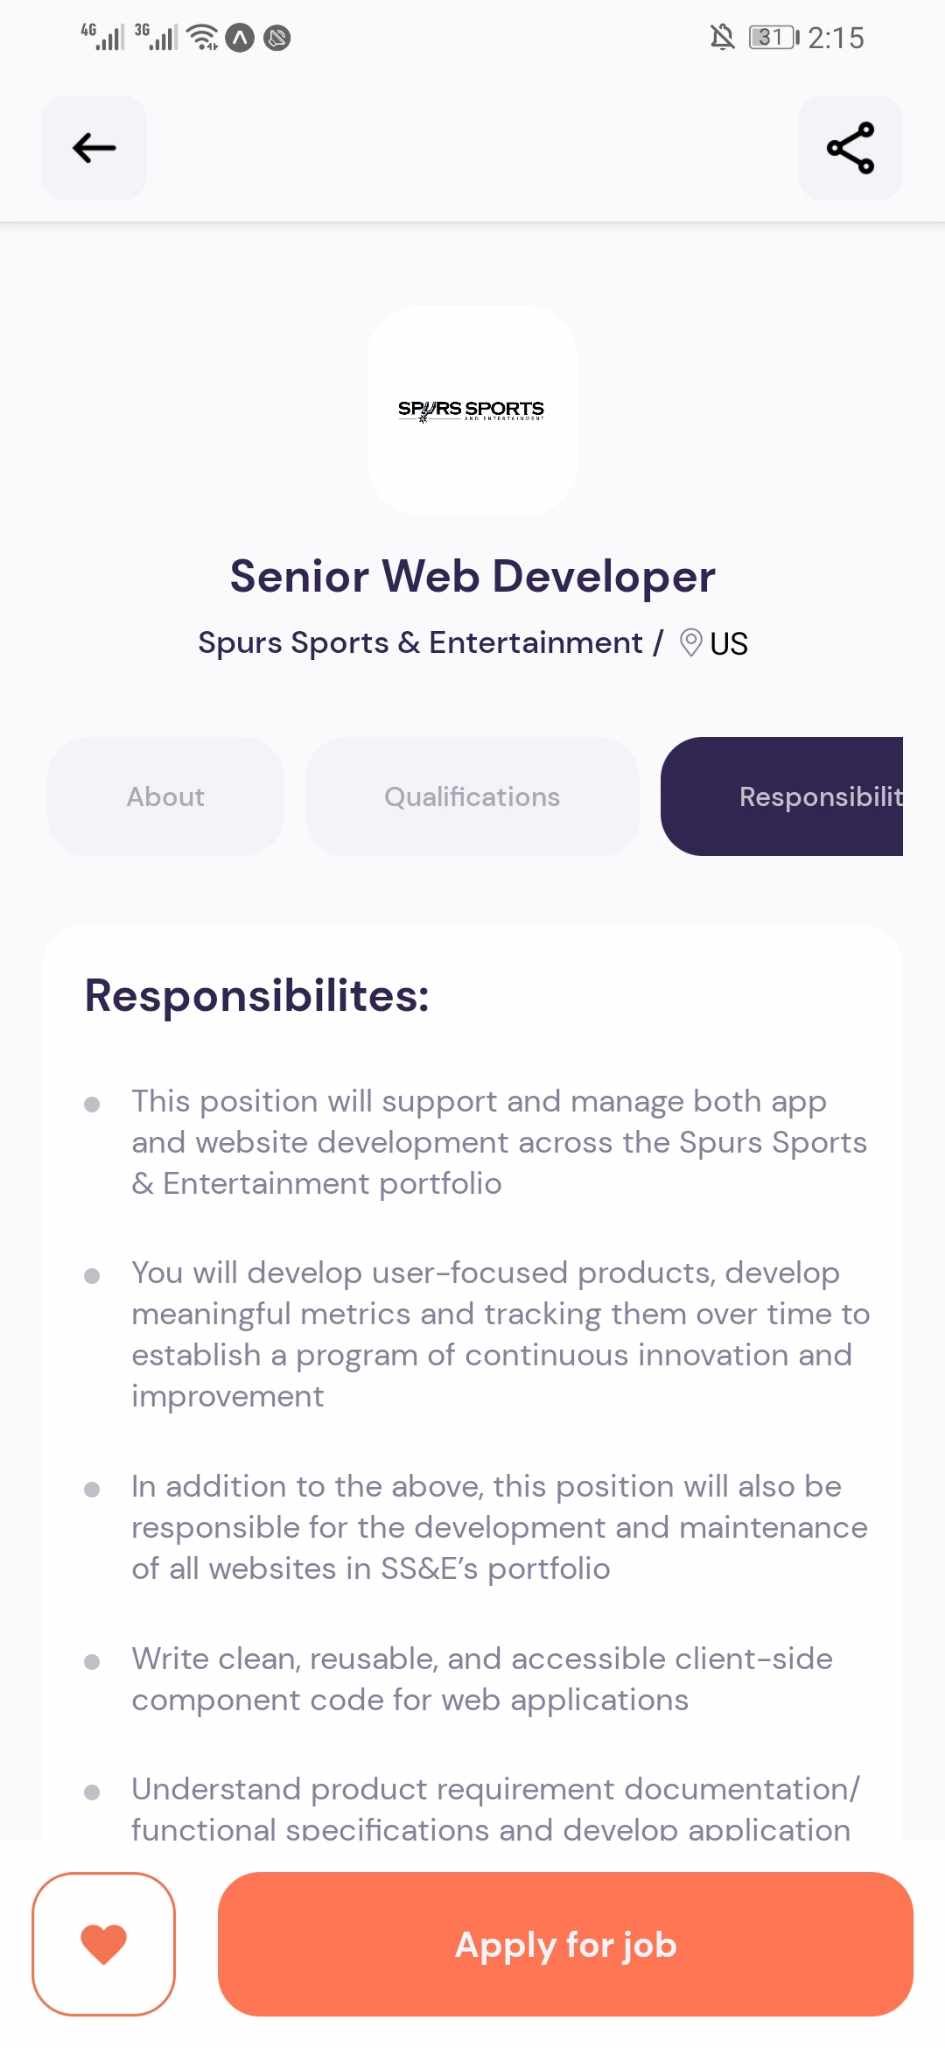 4G 3G 31 2:15
SPURS SPORTS
AND ENTERTAINMENT
Senior Web Developer
Spurs Sports & Entertainment / US
About Qualifications Responsibilit
Responsibilites:
This position will support and manage both app
and website development across the Spurs Sports
& Entertainment portfolio
You will develop user-focused products, develop
meaningful metrics and tracking them over time to
establish a program of continuous innovation and
improvement
In addition to the above, this position will also be
responsible for the development and maintenance
of all websites in SS&E’s portfolio
Write clean, reusable, and accessible client-side
component code for web applications
Understand product requirement documentation/
functional specifications and develop application
Apply for job